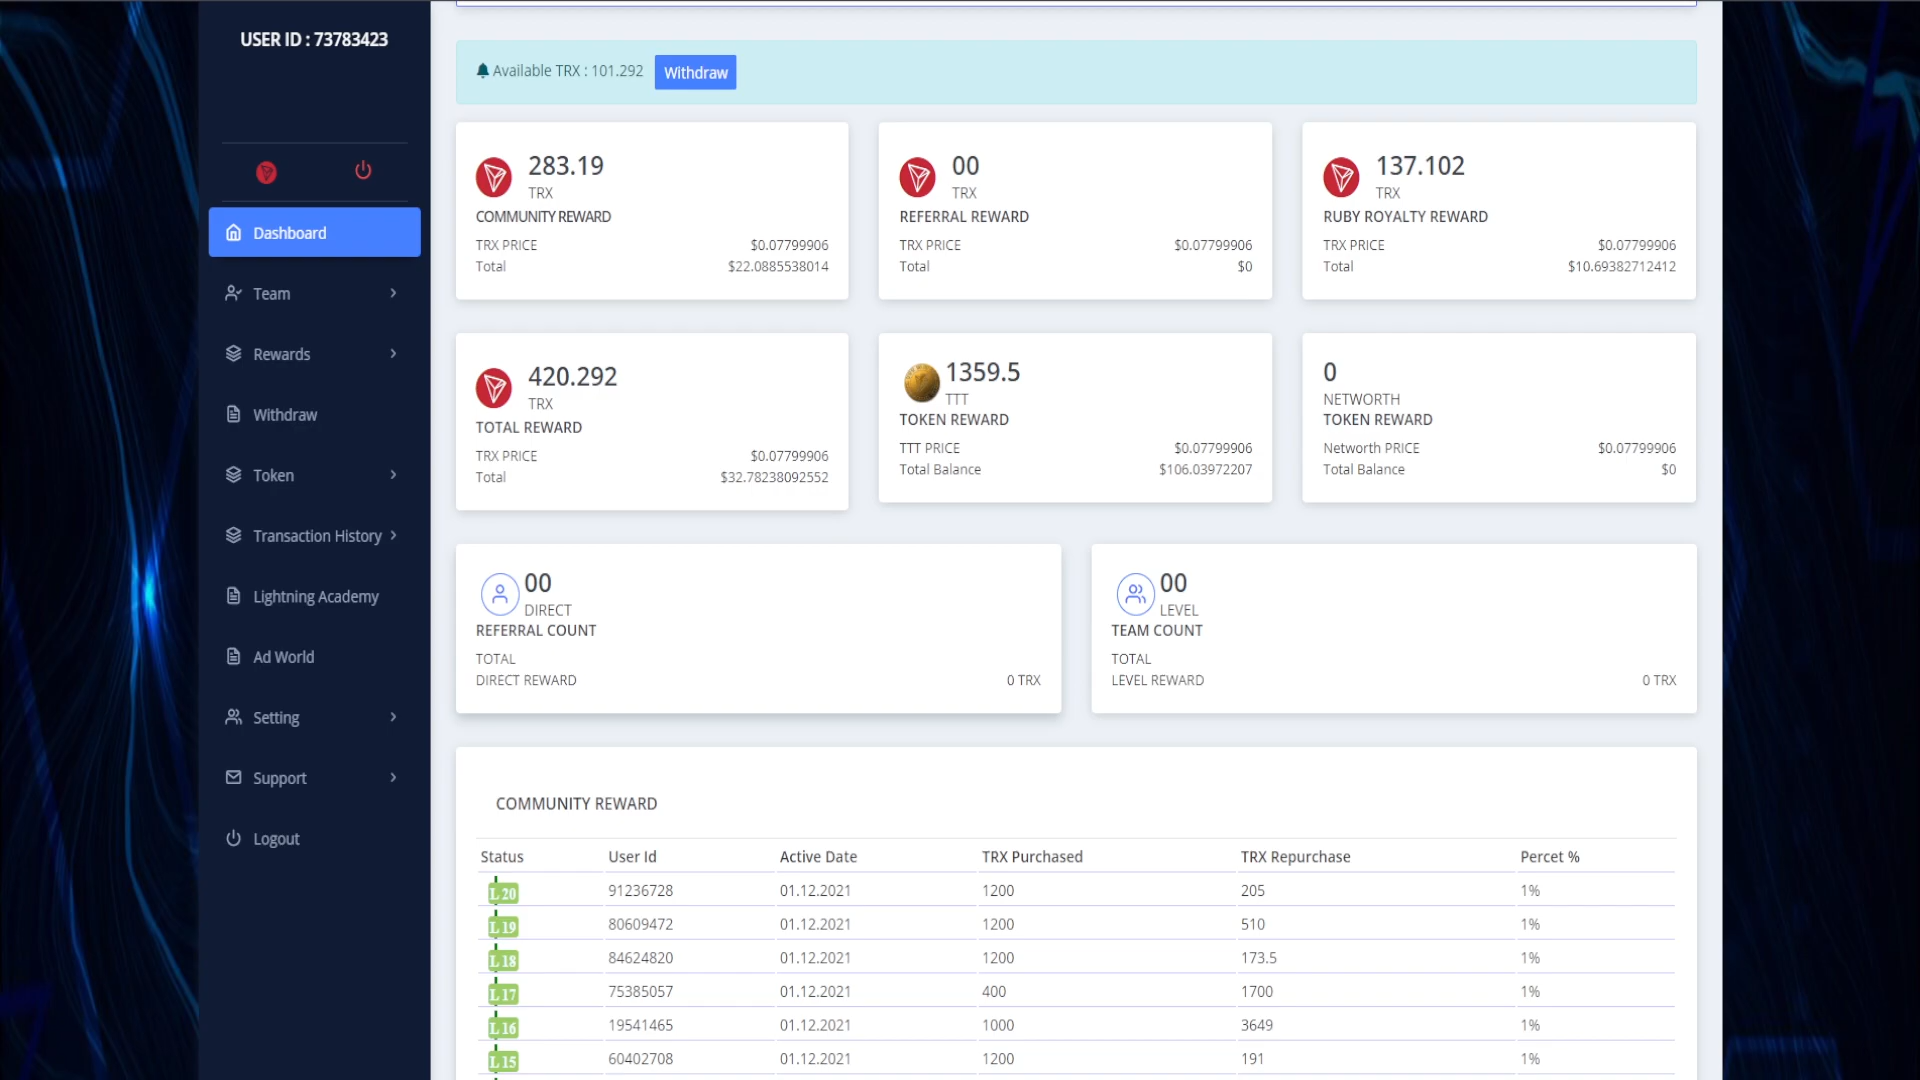 USER ID : 73783423
Dashboard
Team
Rewards
Withdraw
Token
Transaction History
Lightning Academy
Ad World
Setting
Support
Logout
Available TRX : 101.292 Withdraw
283.19
TRX
COMMUNITY REWARD
TRX PRICE $0.07799906
Total $22.0885538014
00
TRX
REFERRAL REWARD
TRX PRICE $0.07799906
Total $0
137.102
TRX
RUBY ROYALTY REWARD
TRX PRICE $0.07799906
Total $10.69382712412
420.292
TRX
TOTAL REWARD
TRX PRICE $0.07799906
Total $32.78238092552
1359.5
TTT
TOKEN REWARD
TTT PRICE $0.07799906
Total Balance $106.03972207
0
NETWORTH
TOKEN REWARD
Networth PRICE $0.07799906
Total Balance $0
00
DIRECT
REFERRAL COUNT
TOTAL
DIRECT REWARD 0 TRX
00
LEVEL
TEAM COUNT
TOTAL
LEVEL REWARD 0 TRX
COMMUNITY REWARD
Status User Id Active Date TRX Purchased TRX Repurchase Percet %
L 20 91236728 01.12.2021 1200 205 1%
L 19 80609472 01.12.2021 1200 510 1%
L 18 84624820 01.12.2021 1200 173.5 1%
L 17 75385057 01.12.2021 400 1700 1%
L 16 19541465 01.12.2021 1000 3649 1%
L 15 60402708 01.12.2021 1200 191 1%